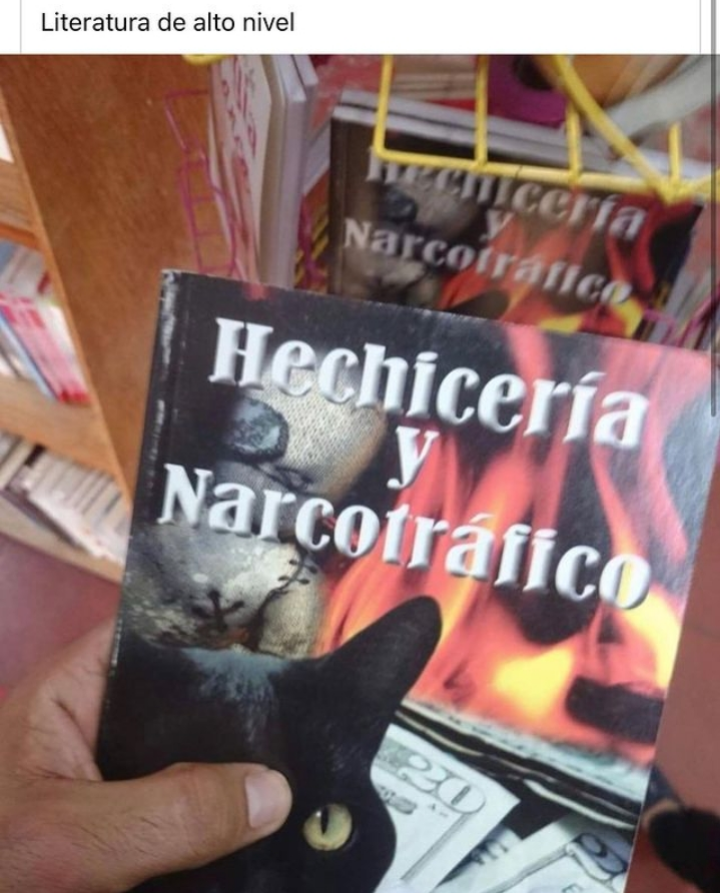 Literatura de alto nivel
Hechicería
y
Narcotráfico
Hechicería
y
Narcotráfico
20